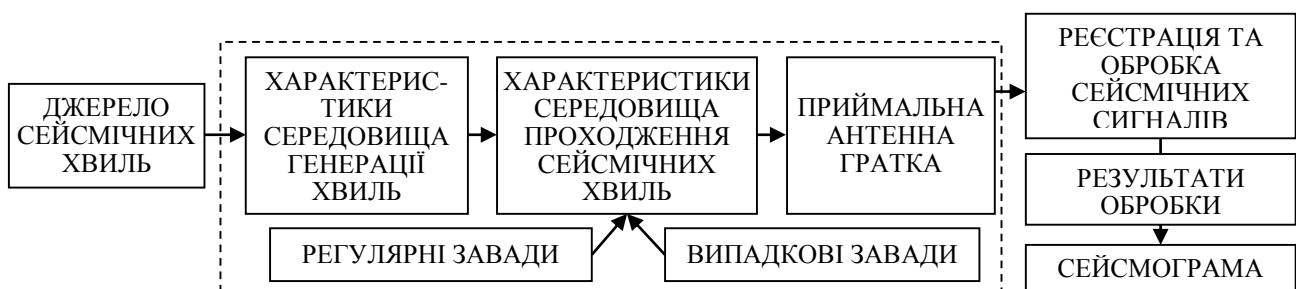 ДЖЕРЕЛО
СЕЙСМІЧНИХ
ХВИЛЬ
ХАРАКТЕРИС-
ТИКИ
СЕРЕДОВИЩА
ГЕНЕРАЦІЇ
ХВИЛЬ
ХАРАКТЕРИСТИКИ
СЕРЕДОВИЩА
ПРОХОДЖЕННЯ
СЕЙСМІЧНИХ
ХВИЛЬ
ПРИЙМАЛЬНА
АНТЕННА
ГРАТКА
РЕЄСТРАЦІЯ ТА
ОБРОБКА
СЕЙСМІЧНИХ
СИГНАЛІВ
РЕЗУЛЬТАТИ
ОБРОБКИ
РЕГУЛЯРНІ ЗАВАДИ
ВИПАДКОВІ ЗАВАДИ
СЕЙСМОГРАМА